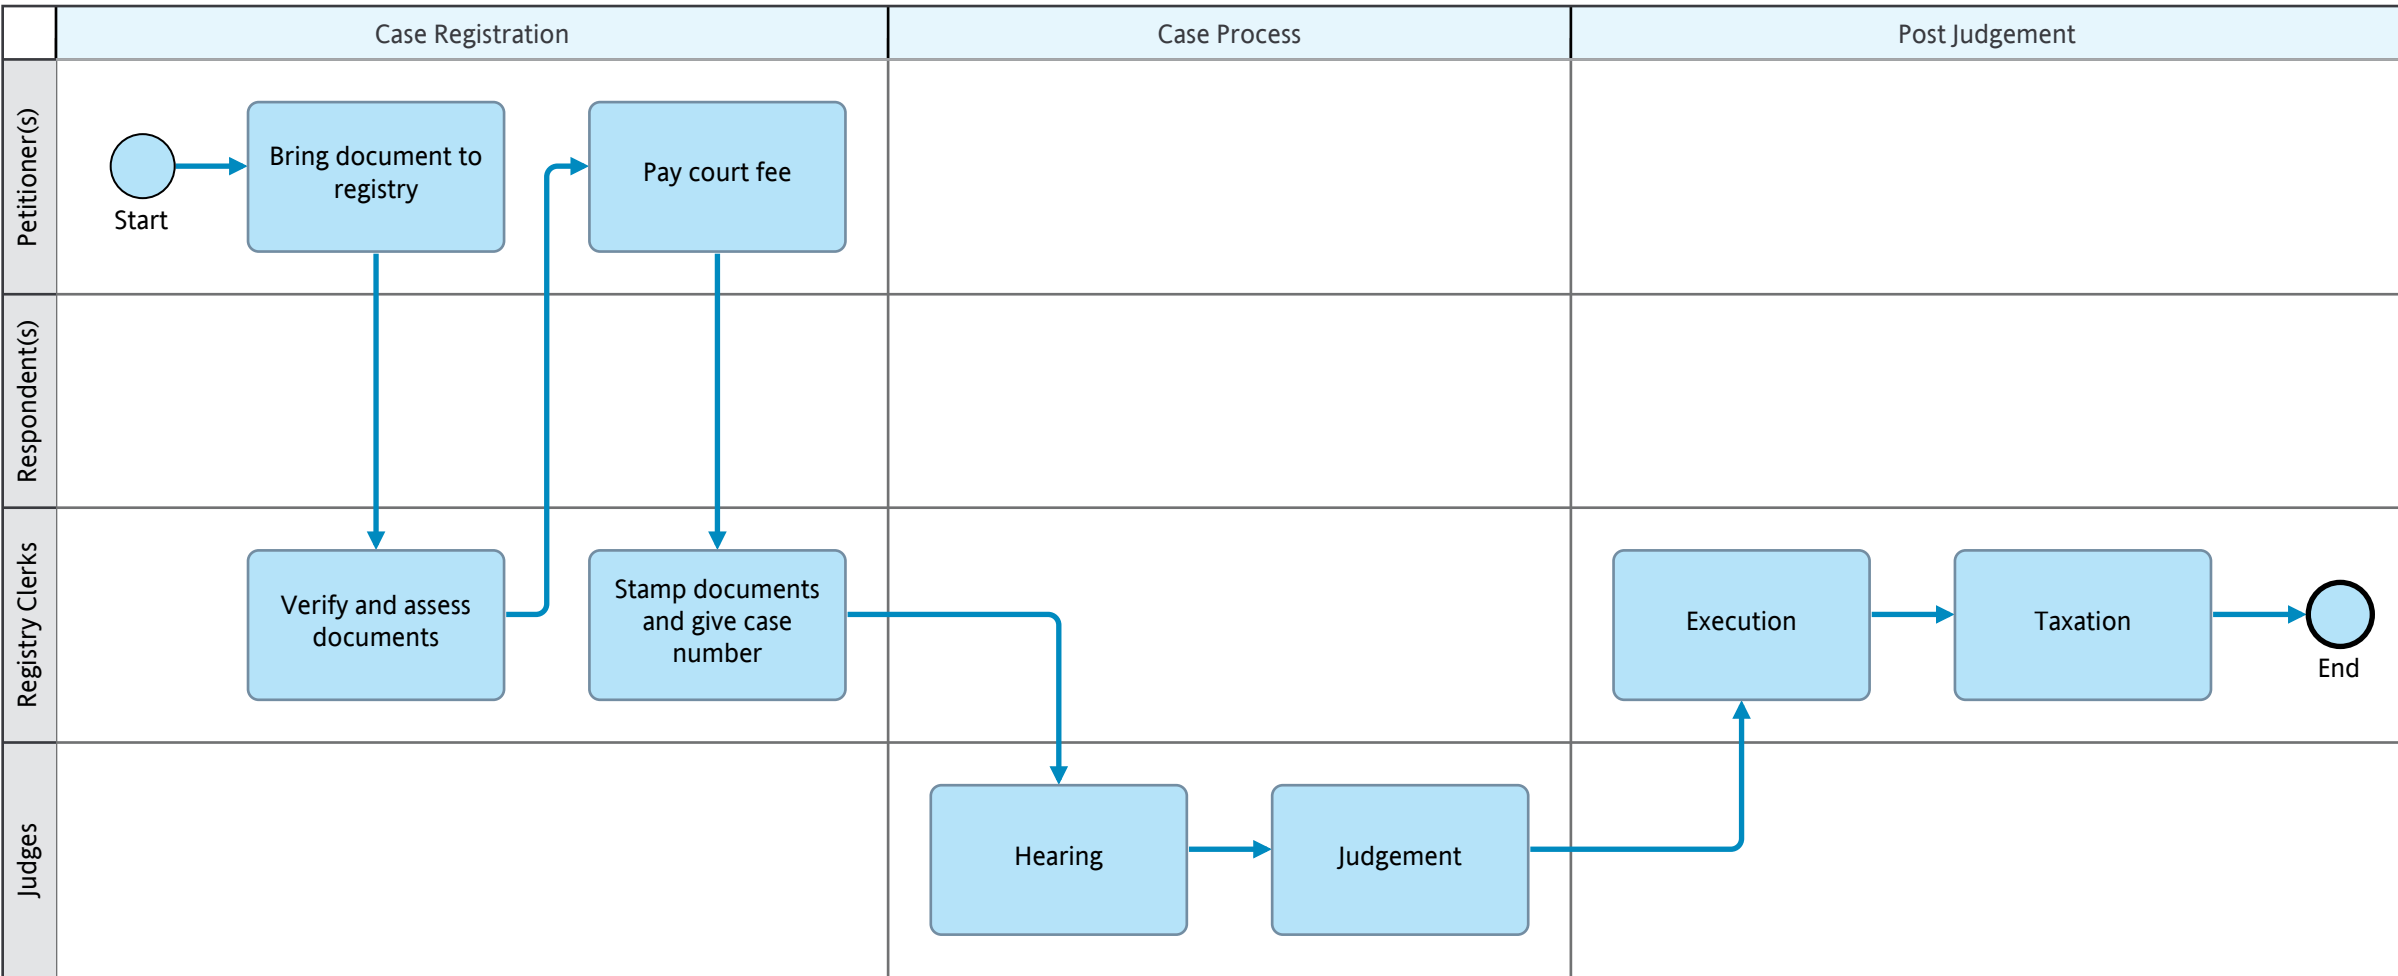 Case Registration
Case Process
Post Judgement
Petitioner(s)
Start
Bring document to
registry
Pay court fee
Respondent(s)
Registry Clerks
Verify and assess
documents
Stamp documents
and give case
number
Execution
Taxation
End
Judges
Hearing
Judgement